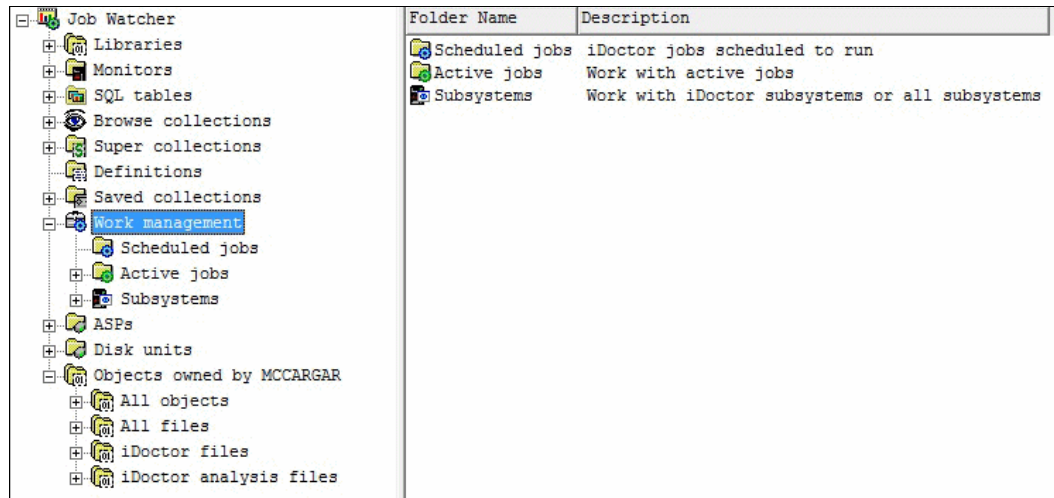 Job Watcher
Libraries
Monitors
SQL tables
Browse collections
Super collections
Definitions
Saved collections
Work management
Scheduled jobs
Active jobs
Subsystems
ASPs
Disk units
Objects owned by MCCARGAR
All objects
All files
iDoctor files
iDoctor analysis files
Folder Name Description
Scheduled jobs iDoctor jobs scheduled to run
Active jobs Work with active jobs
Subsystems Work with iDoctor subsystems or all subsystems